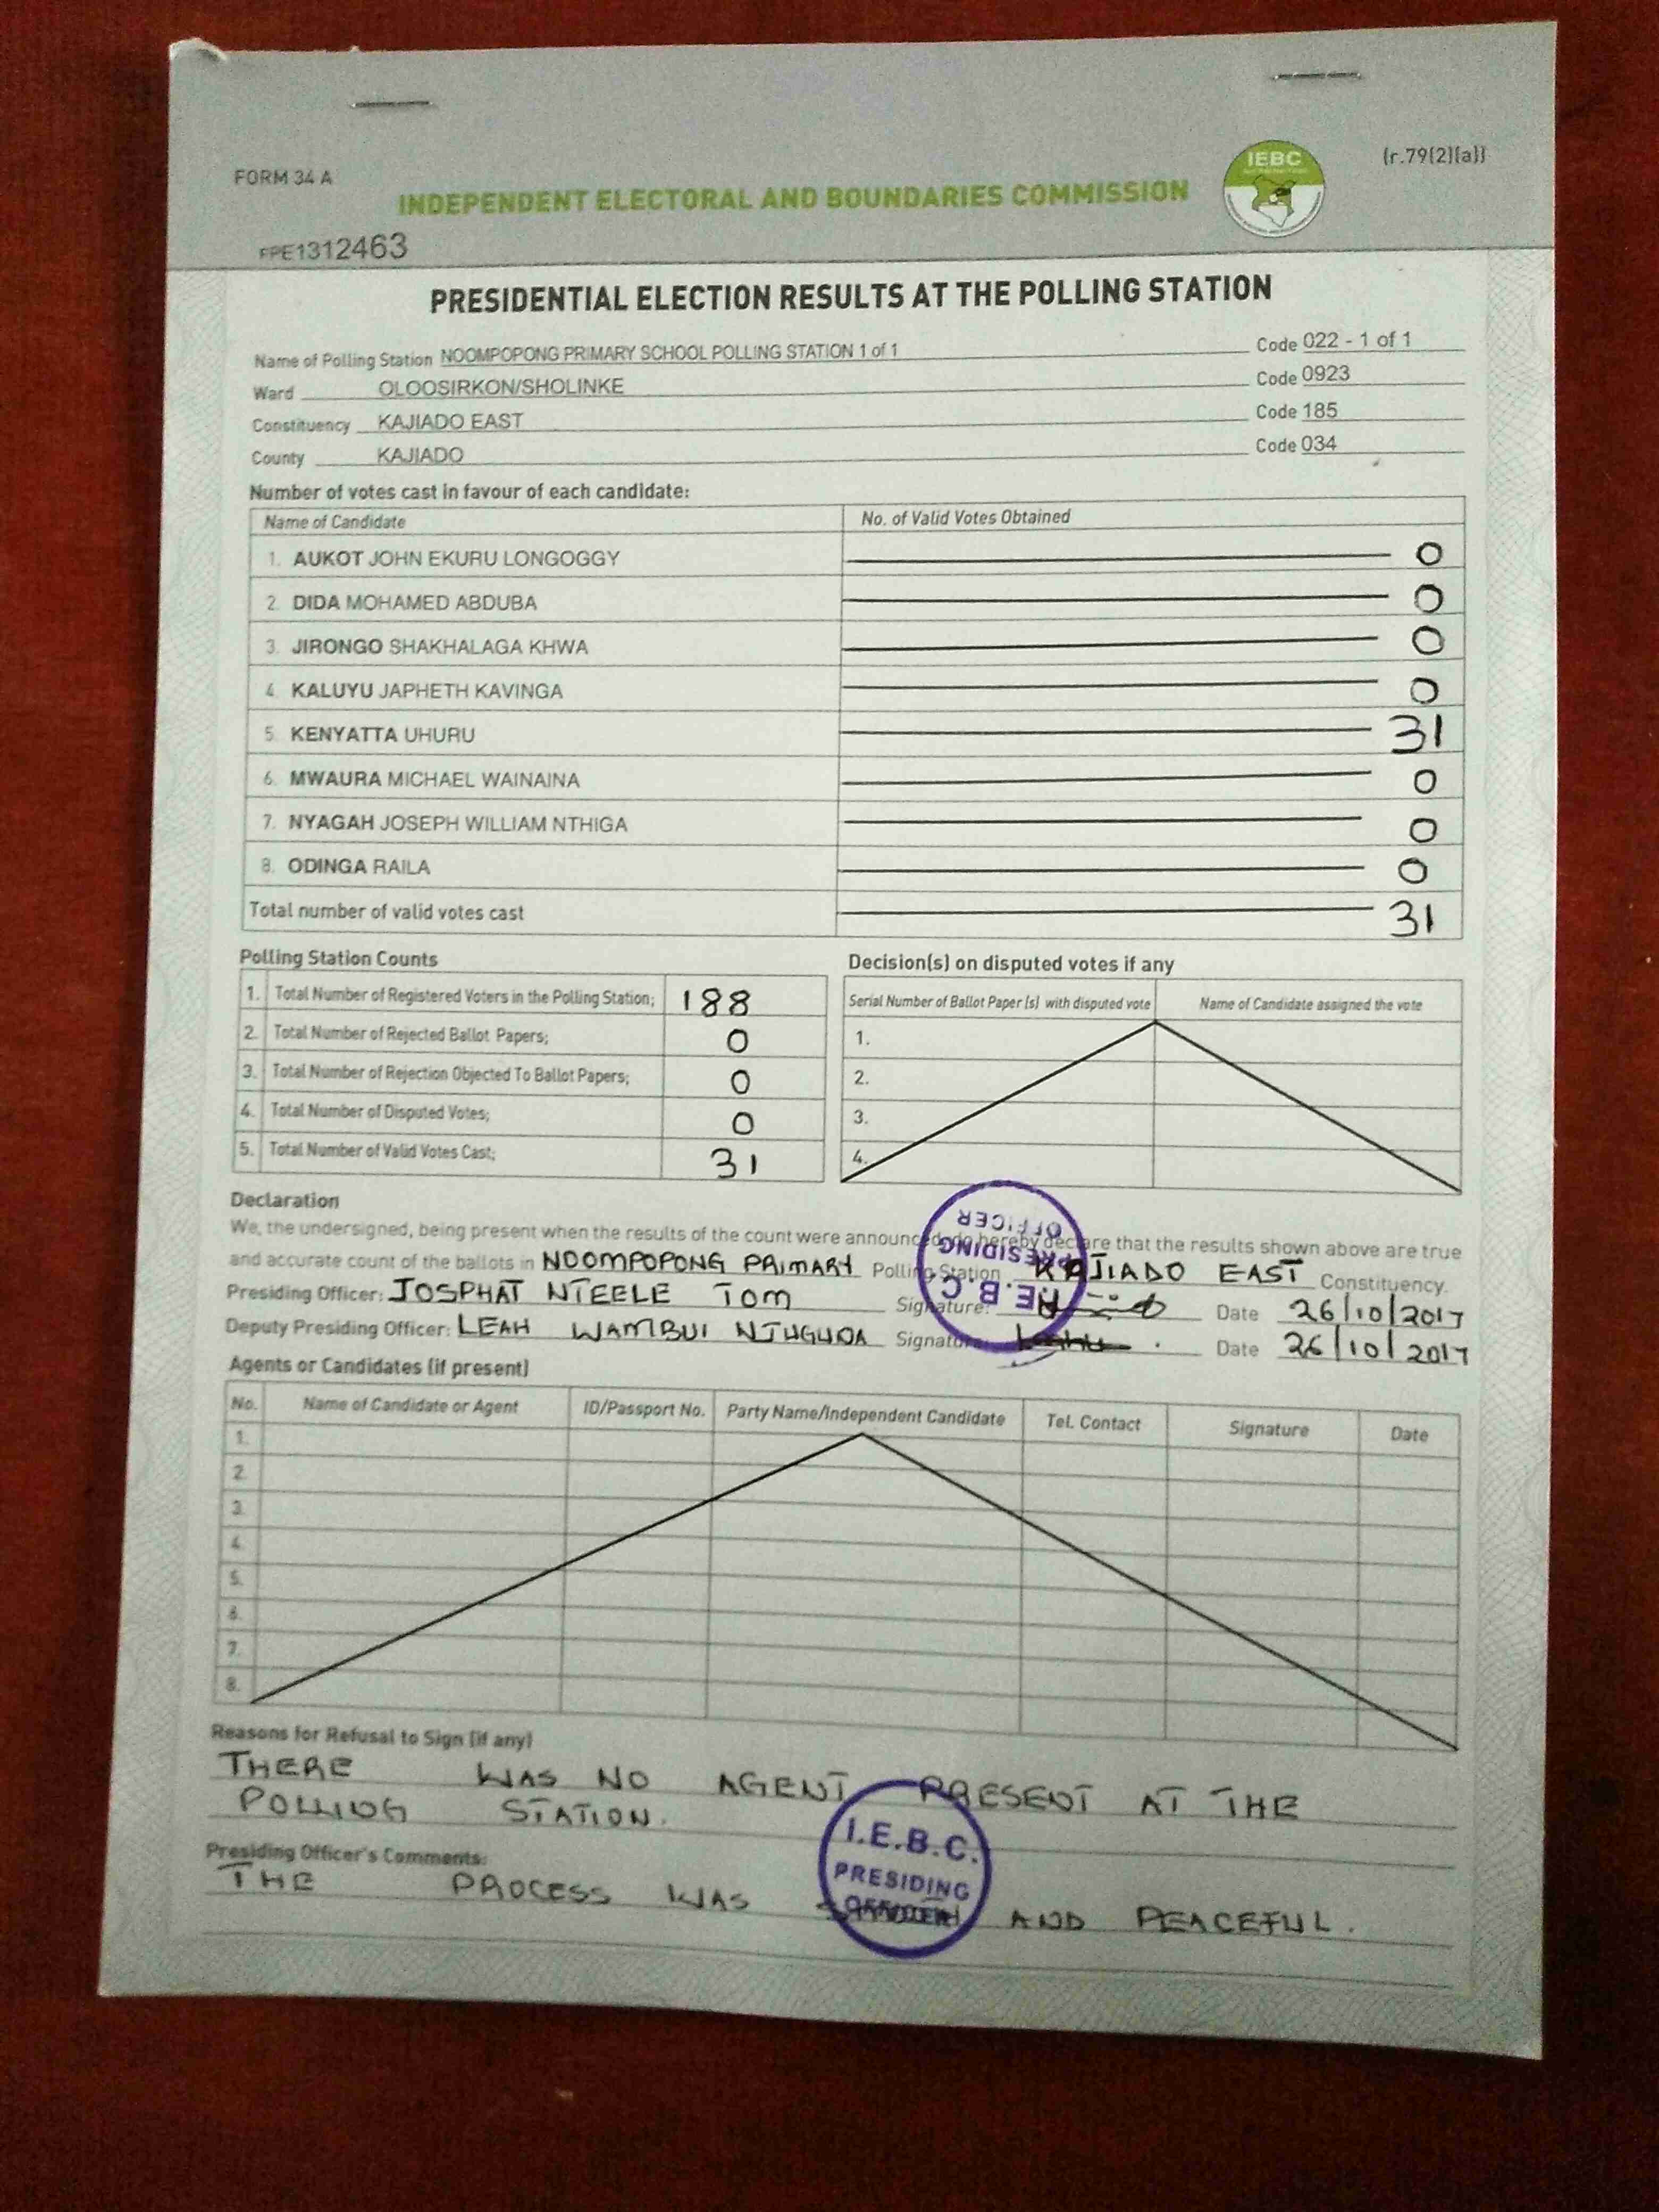 FORM 34 A
INDEPENDENT ELECTORAL AND BOUNDARIES COMMISSION
IEBC
(r.79(2)(a))
FPE1312463
PRESIDENTIAL ELECTION RESULTS AT THE POLLING STATION
Name of Polling Station NOOMPOPONG PRIMARY SCHOOL POLLING STATION 1 of 1 Code 022 - 1 of 1
Ward OLOOSIRKON/SHOLINKE Code 0923
Constituency KAJIADO EAST Code 185
County KAJIADO Code 034
Number of votes cast in favour of each candidate:
Name of Candidate No. of Valid Votes Obtained
1. AUKOT JOHN EKURU LONGOGGY 0
2. DIDA MOHAMED ABDUBA 0
3. JIRONGO SHAKHALAGA KHWA 0
4. KALUYU JAPHETH KAVINGA 0
5. KENYATTA UHURU 31
6. MWAURA MICHAEL WAINAINA 0
7. NYAGAH JOSEPH WILLIAM NTHIGA 0
8. ODINGA RAILA 0
Total number of valid votes cast 31
Polling Station Counts
1. Total Number of Registered Voters in the Polling Station; 188
2. Total Number of Rejected Ballot Papers; 0
3. Total Number of Rejection Objected To Ballot Papers; 0
4. Total Number of Disputed Votes; 0
5. Total Number of Valid Votes Cast; 31
Decision(s) on disputed votes if any
Serial Number of Ballot Paper (s) with disputed vote Name of Candidate assigned the vote
1.
2.
3.
4.
Declaration
We, the undersigned, being present when the results of the count were announced, do hereby declare that the results shown above are true
and accurate count of the ballots in NOOMPOPONG PRIMARY Polling Station KAJIADO EAST Constituency.
Presiding Officer: JOSPHAT NTEELE TOM Signature: Date 26/10/2017
Deputy Presiding Officer: LEAH WAMBUI Signature: Date 26/10/2017
I.E.B.C.
PRESIDING
OFFICER
Agents or Candidates (if present)
No. Name of Candidate or Agent ID/Passport No. Party Name/Independent Candidate Tel. Contact Signature Date
1.
2.
3.
4.
5.
6.
7.
8.
Reasons for Refusal to Sign (if any)
THERE WAS NO AGENT PRESENT AT THE
POLLING STATION.
Presiding Officer's Comments:
THE PROCESS WAS AND PEACEFUL.
I.E.B.C.
PRESIDING
OFFICER